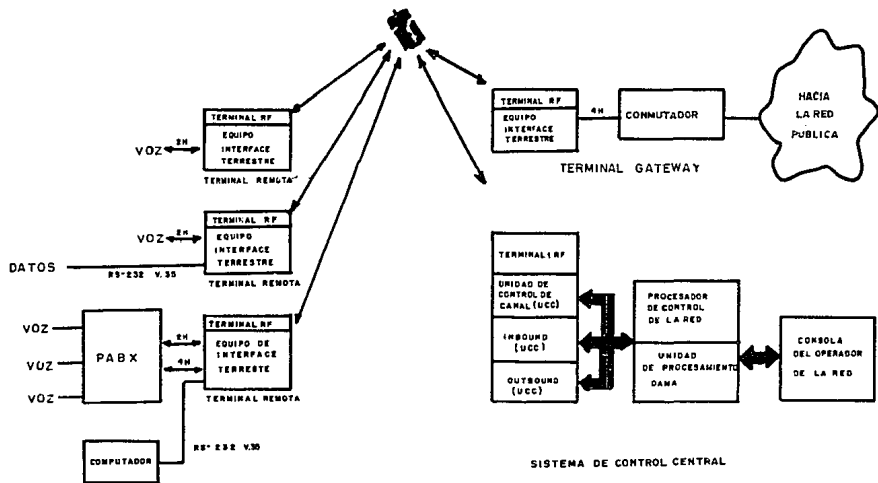 TERMINAL RF
EQUIPO
INTERFACE
TERRESTRE
VOZ
2H
TERMINAL REMOTA
TERMINAL RF
EQUIPO
INTERFACE
TERRESTRE
VOZ
2H
DATOS
RS-232 V.35
TERMINAL REMOTA
VOZ
VOZ
VOZ
PABX
2H
4H
TERMINAL RF
EQUIPO DE
INTERFACE
TERRESTE
TERMINAL REMOTA
RS-232 V.35
COMPUTADOR
TERMINAL RF
EQUIPO
INTERFACE
TERRESTRE
4H
CONMUTADOR
TERMINAL GATEWAY
HACIA
LA RED
PUBLICA
TERMINAL RF
UNIDAD DE
CONTROL DE
CANAL (UCC)
INBOUND
(UCC)
OUTSOUND
(UCC)
PROCESADOR
DE CONTROL
DE LA RED
UNIDAD
DE PROCESAMIENTO
DAMA
CONSOLA
DEL OPERADOR
DE LA RED
SISTEMA DE CONTROL CENTRAL